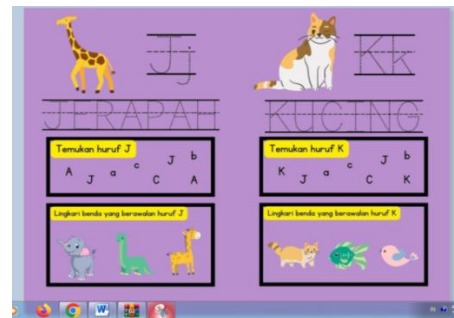 Jj
JERAPAH
Temukan huruf J
J b
A c
J a C A
Lingkari benda yang berawalan huruf J
Kk
KUCING
Temukan huruf K
J b
K c
J a C K
Lingkari benda yang berawalan huruf K
W